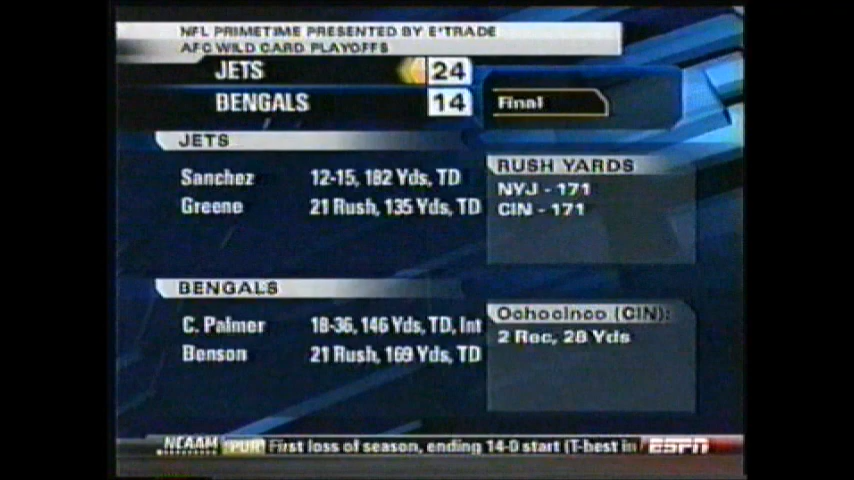 NFL PRIMETIME PRESENTED BY E*TRADE
AFC WILD CARD PLAYOFFS
JETS 24
BENGALS 14
Final
JETS
Sanchez 12-15, 182 Yds, TD
Greene 21 Rush, 135 Yds, TD
RUSH YARDS
NYJ - 171
CIN - 171
BENGALS
C. Palmer 18-36, 146 Yds, TD, Int
Benson 21 Rush, 169 Yds, TD
Ochocinco (CIN):
2 Rec, 28 Yds
NCAAM PUR First loss of season, ending 14-0 start (T-best in ESPN